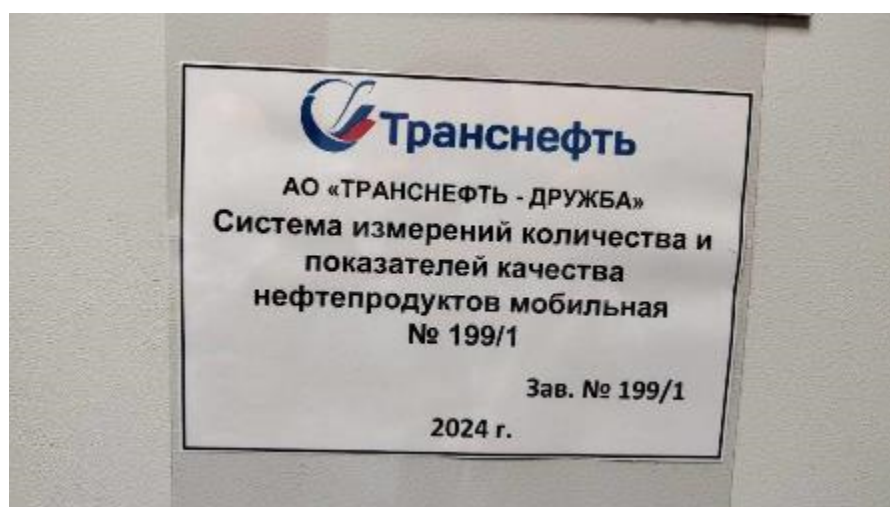 Транснефть
АО «ТРАНСНЕФТЬ - ДРУЖБА»
Система измерений количества и
показателей качества
нефтепродуктов мобильная
№ 199/1
Зав. № 199/1
2024 г.